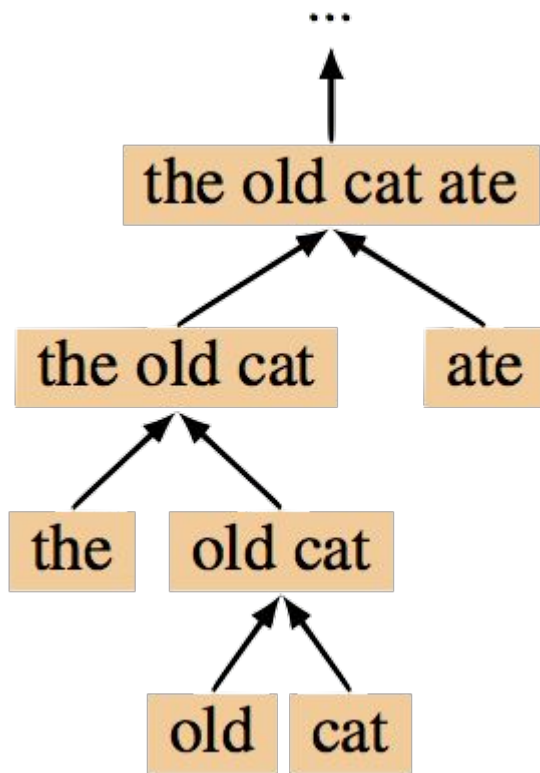 ...
the old cat ate
the old cat
ate
the
old cat
old
cat